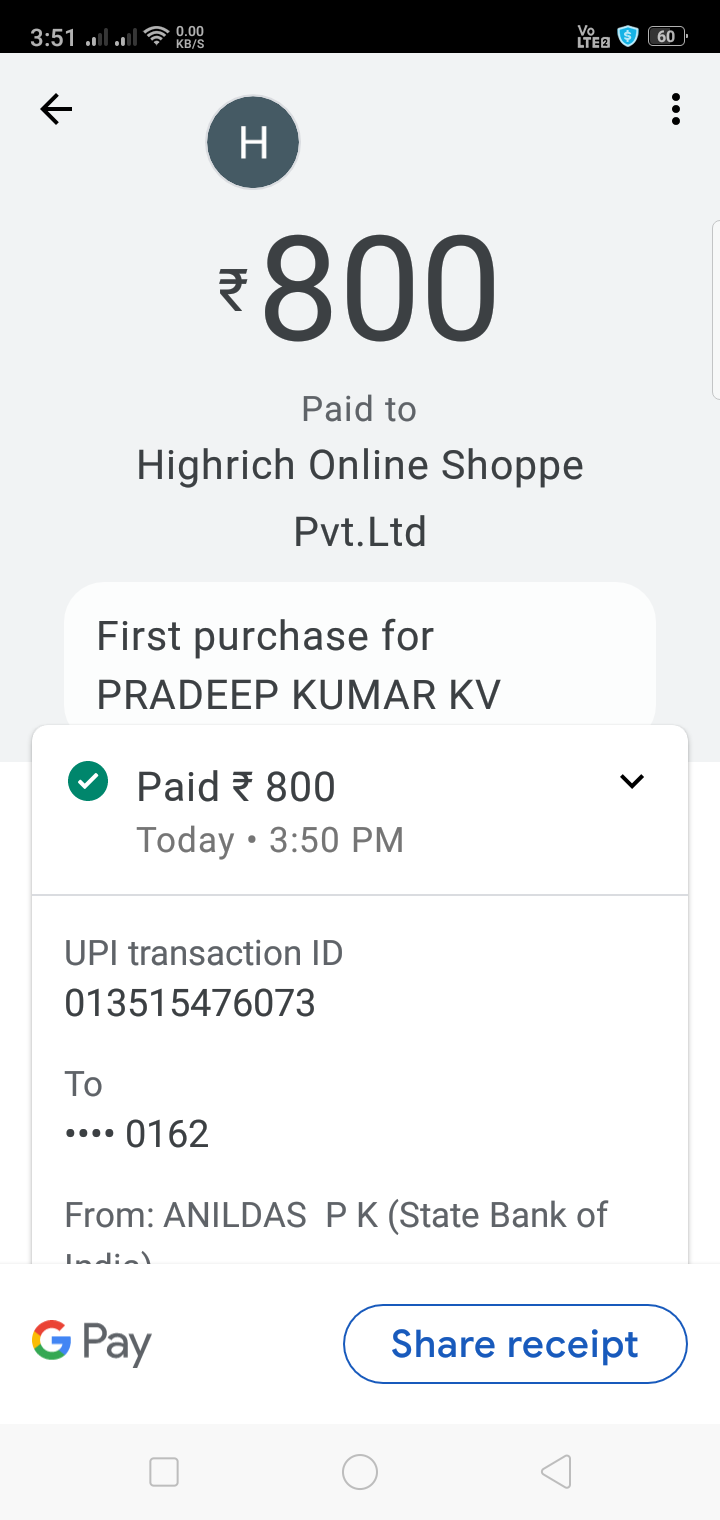 3:51 0.00 KB/S Vo LTE2 60
H
₹800
Paid to
Highrich Online Shoppe
Pvt.Ltd
First purchase for
PRADEEP KUMAR KV
Paid ₹ 800
Today • 3:50 PM
UPI transaction ID
013515476073
To
•••• 0162
From: ANILDAS P K (State Bank of
India)
G Pay
Share receipt